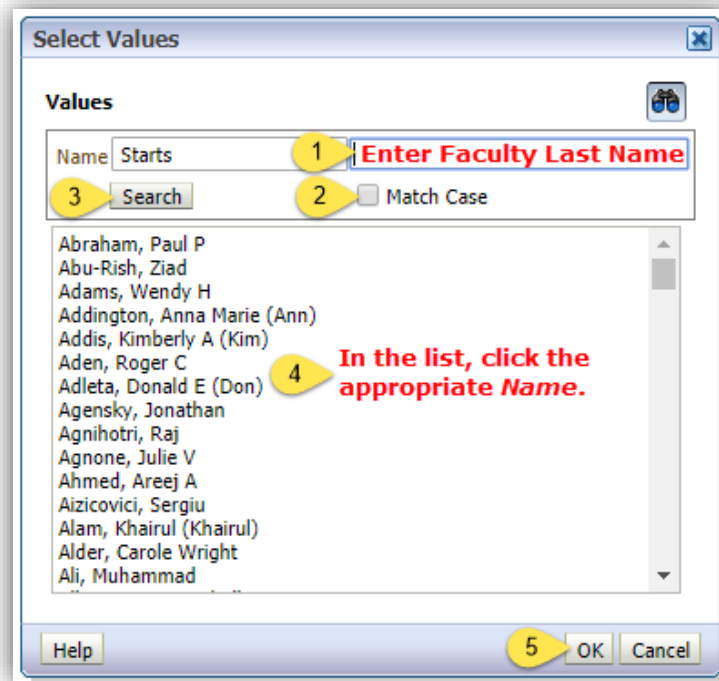 Select Values
Values
Name Starts 1 Enter Faculty Last Name
3 Search 2 Match Case
Abraham, Paul P
Abu-Rish, Ziad
Adams, Wendy H
Addington, Anna Marie (Ann)
Addis, Kimberly A (Kim)
Aden, Roger C
Adleta, Donald E (Don)
4 In the list, click the
appropriate Name.
Agensky, Jonathan
Agnihotri, Raj
Agnone, Julie V
Ahmed, Areej A
Aizicovici, Sergiu
Alam, Khairul (Khairul)
Alder, Carole Wright
Ali, Muhammad
Help 5 OK Cancel